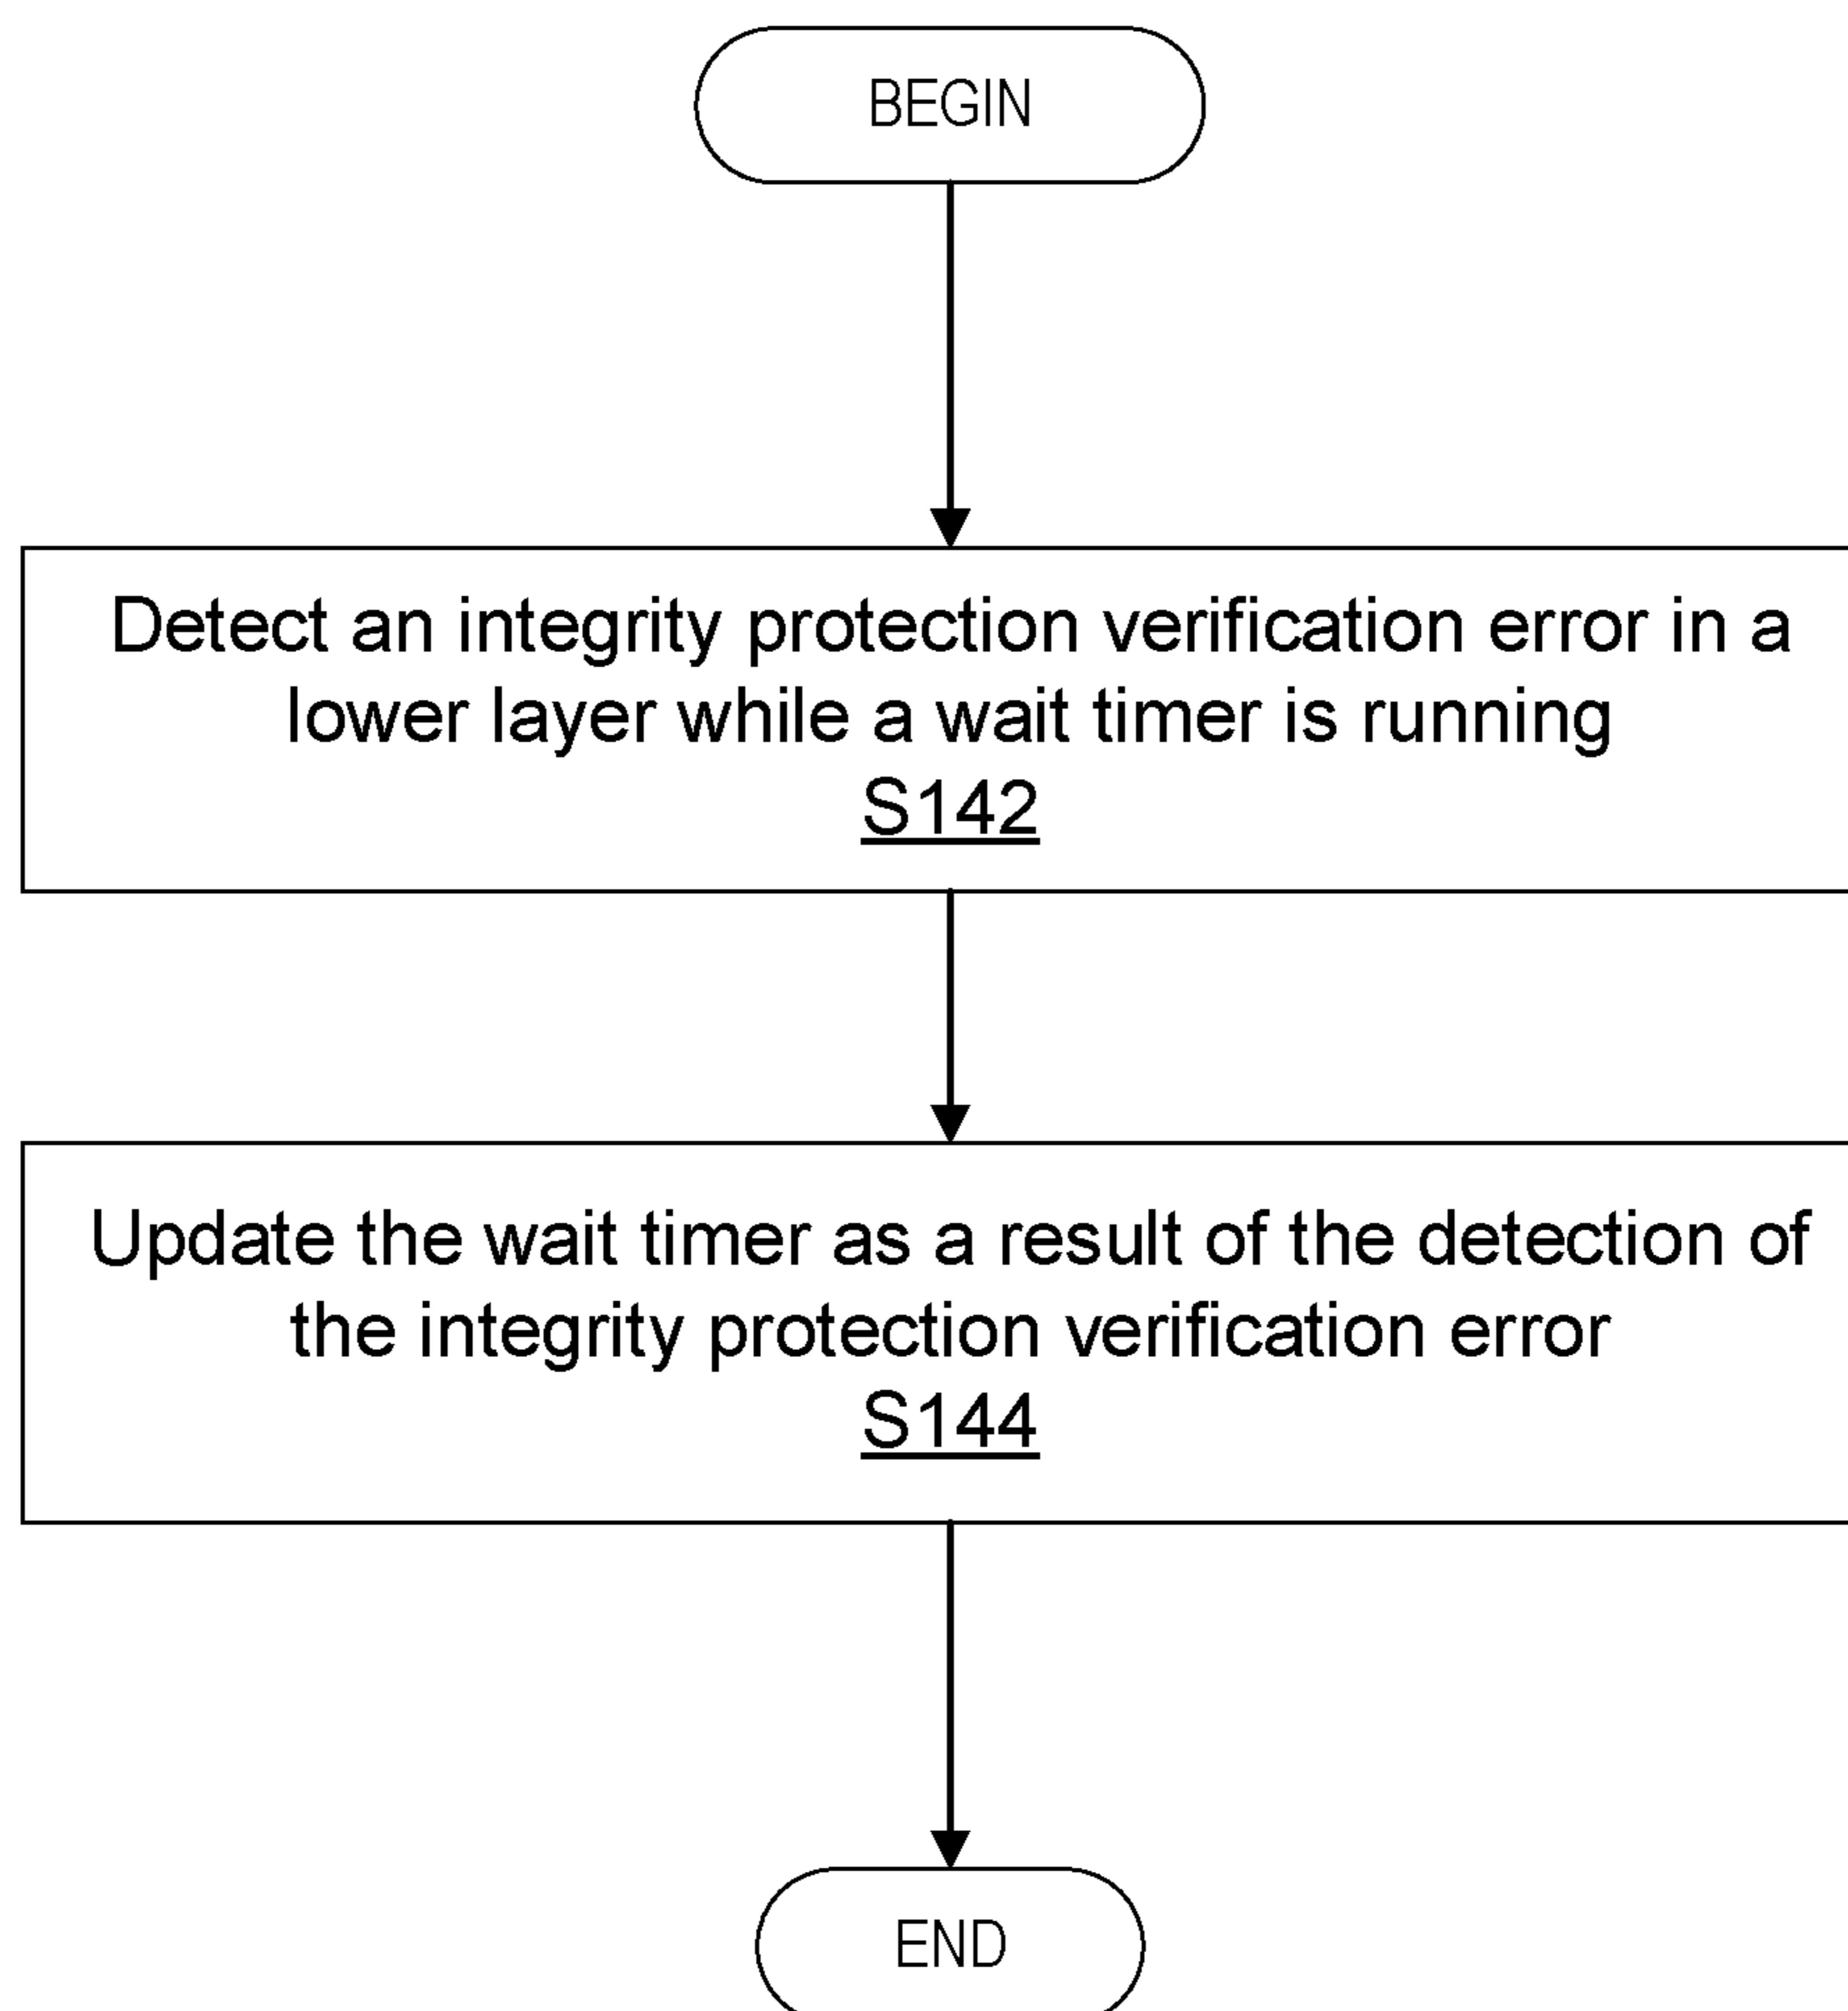 BEGIN
Detect an integrity protection verification error in a
lower layer while a wait timer is running
S142
Update the wait timer as a result of the detection of
the integrity protection verification error
S144
END